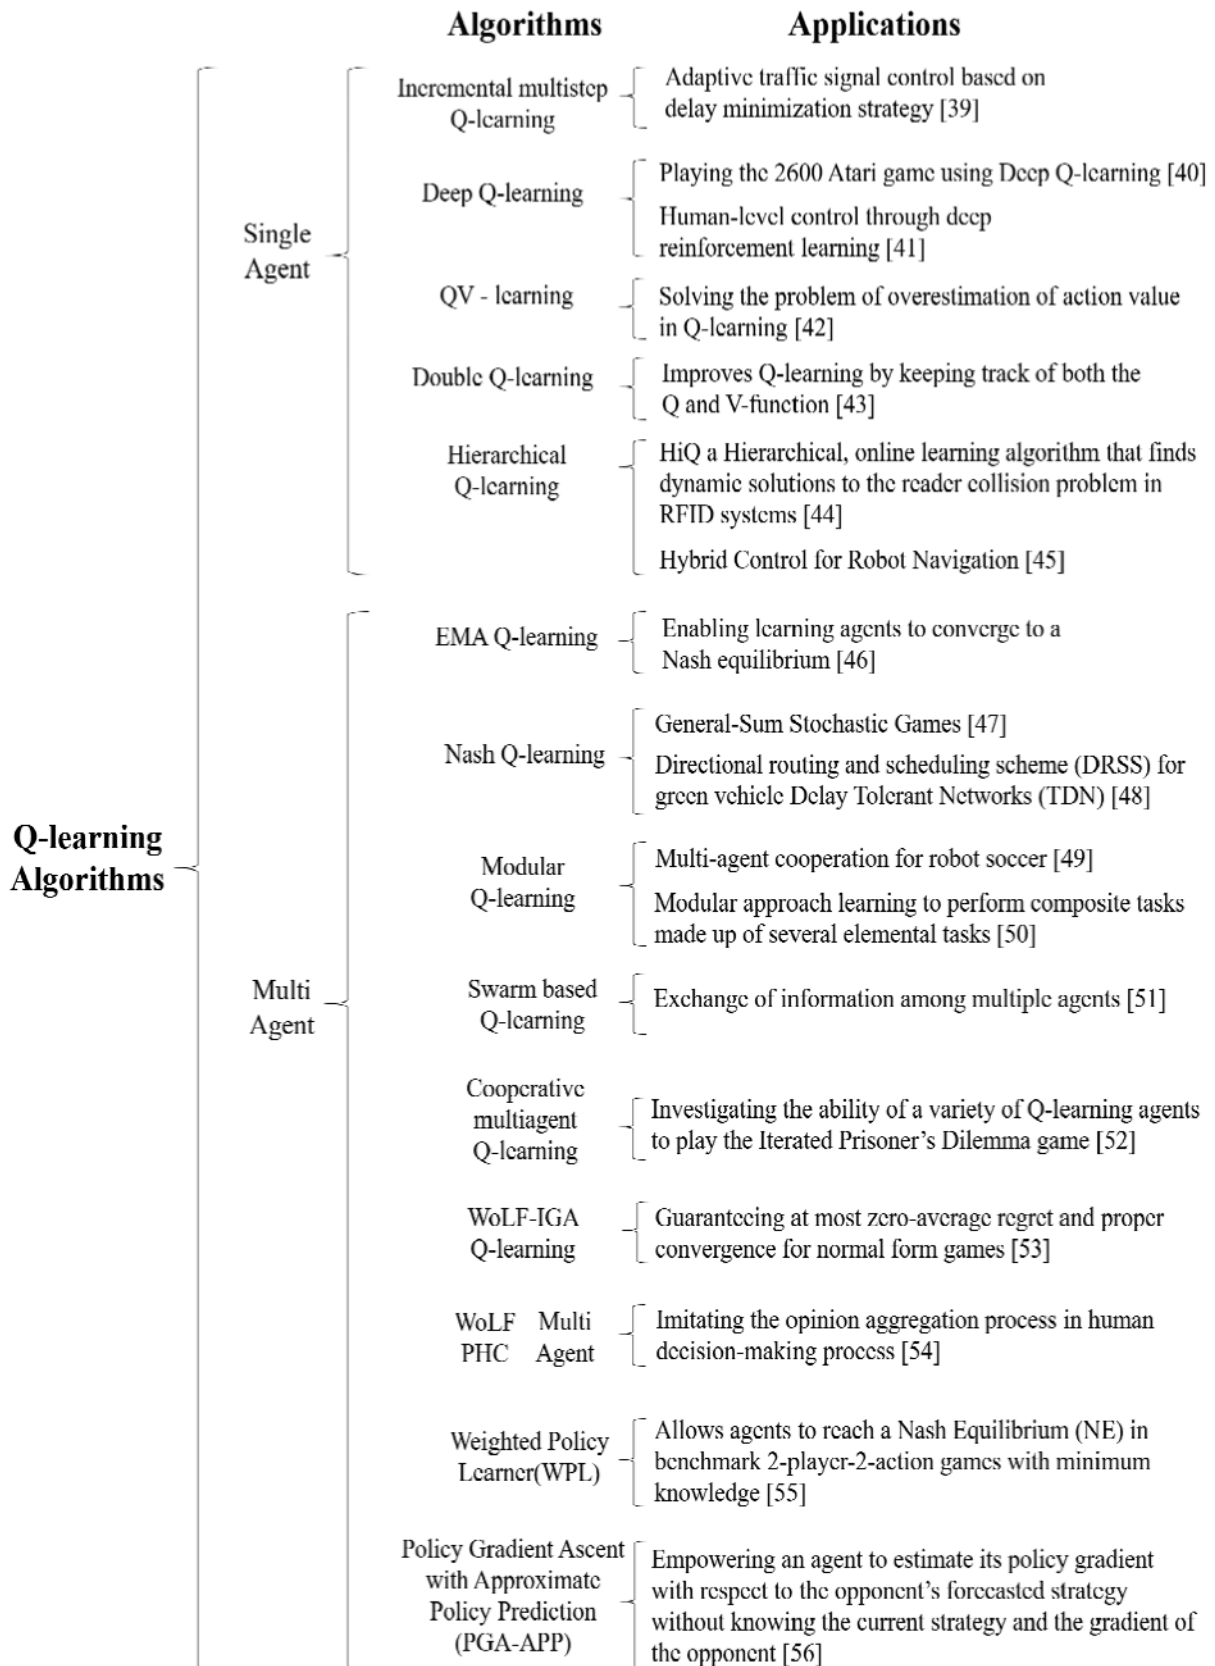 Algorithms
Applications
Q-learning
Algorithms
Single
Agent
Incremental multistep
Q-learning
Adaptive traffic signal control based on
delay minimization strategy [39]
Deep Q-learning
Playing the 2600 Atari game using Deep Q-learning [40]
Human-level control through deep
reinforcement learning [41]
QV - learning
Solving the problem of overestimation of action value
in Q-learning [42]
Double Q-learning
Improves Q-learning by keeping track of both the
Q and V-function [43]
Hierarchical
Q-learning
HiQ a Hierarchical, online learning algorithm that finds
dynamic solutions to the reader collision problem in
RFID systems [44]
Hybrid Control for Robot Navigation [45]
Multi
Agent
EMA Q-learning
Enabling learning agents to converge to a
Nash equilibrium [46]
Nash Q-learning
General-Sum Stochastic Games [47]
Directional routing and scheduling scheme (DRSS) for
green vehicle Delay Tolerant Networks (TDN) [48]
Modular
Q-learning
Multi-agent cooperation for robot soccer [49]
Modular approach learning to perform composite tasks
made up of several elemental tasks [50]
Swarm based
Q-learning
Exchange of information among multiple agents [51]
Cooperative
multiagent
Q-learning
Investigating the ability of a variety of Q-learning agents
to play the Iterated Prisoner's Dilemma game [52]
WoLF-IGA
Q-learning
Guaranteeing at most zero-average regret and proper
convergence for normal form games [53]
WoLF Multi
PHC Agent
Imitating the opinion aggregation process in human
decision-making process [54]
Weighted Policy
Learner(WPL)
Allows agents to reach a Nash Equilibrium (NE) in
benchmark 2-player-2-action games with minimum
knowledge [55]
Policy Gradient Ascent
with Approximate
Policy Prediction
(PGA-APP)
Empowering an agent to estimate its policy gradient
with respect to the opponent's forecasted strategy
without knowing the current strategy and the gradient of
the opponent [56]